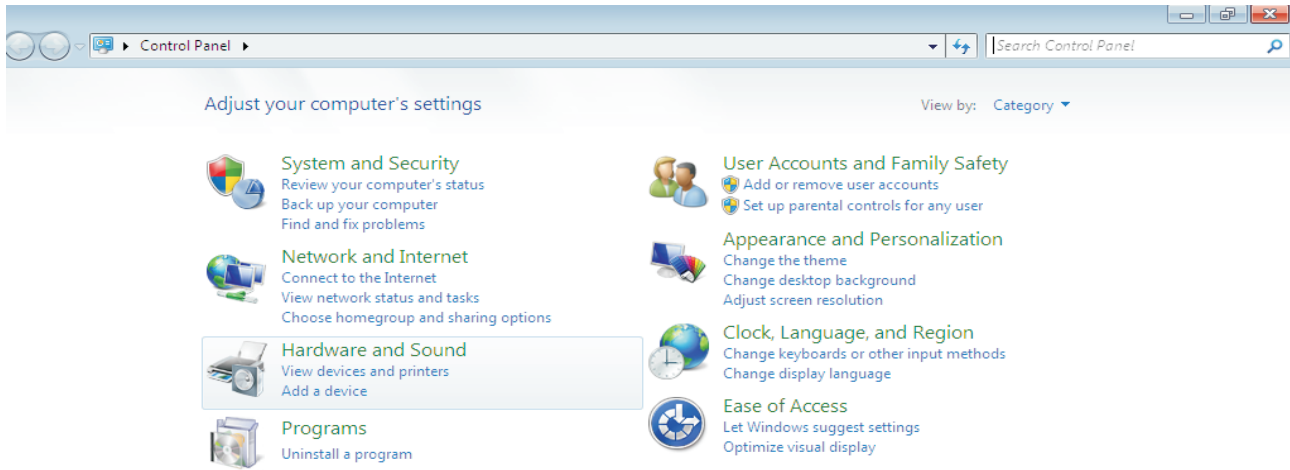 Control Panel
Search Control Panel
Adjust your computer's settings
View by: Category
System and Security
Review your computer's status
Back up your computer
Find and fix problems
Network and Internet
Connect to the Internet
View network status and tasks
Choose homegroup and sharing options
Hardware and Sound
View devices and printers
Add a device
Programs
Uninstall a program
User Accounts and Family Safety
Add or remove user accounts
Set up parental controls for any user
Appearance and Personalization
Change the theme
Change desktop background
Adjust screen resolution
Clock, Language, and Region
Change keyboards or other input methods
Change display language
Ease of Access
Let Windows suggest settings
Optimize visual display